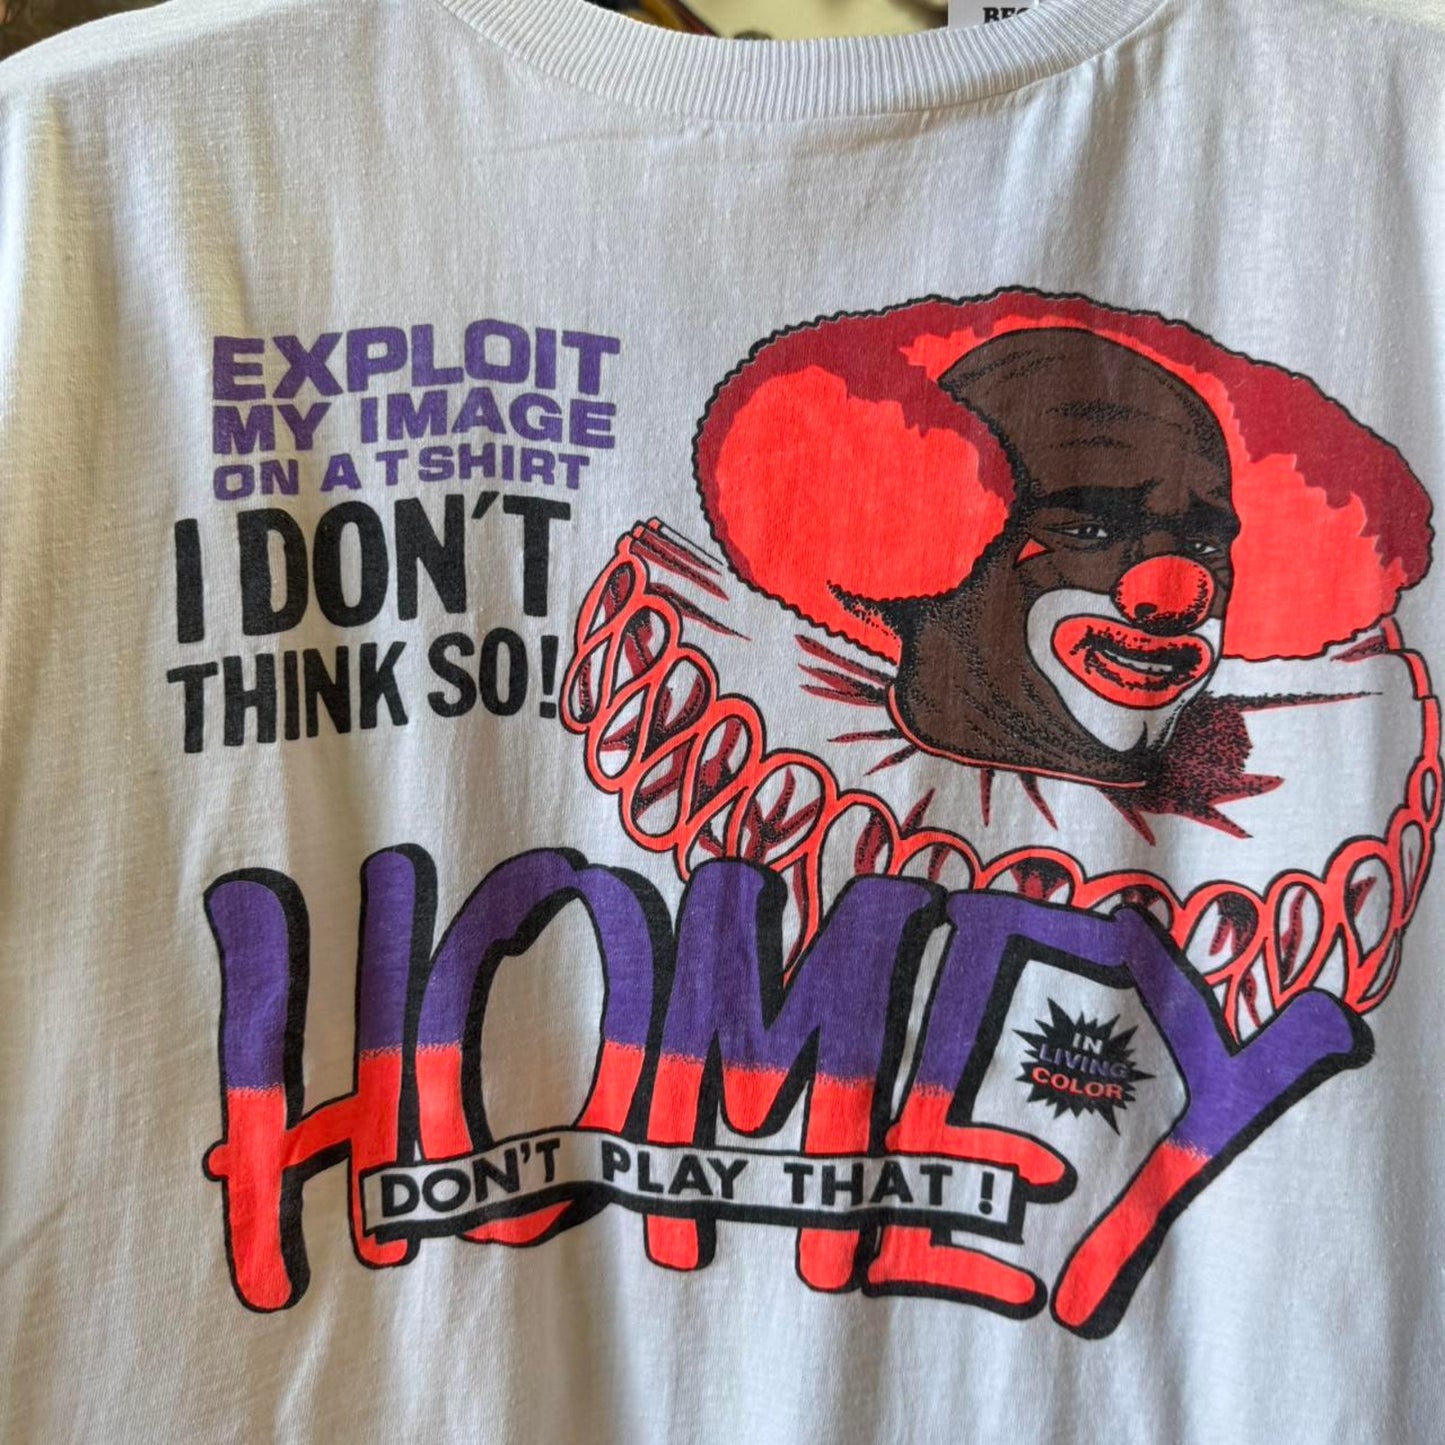 EXPLOIT
MY IMAGE
ON A T SHIRT
I DON'T
THINK SO!
HOMEY
IN
LIVING
COLOR
DON'T PLAY THAT!